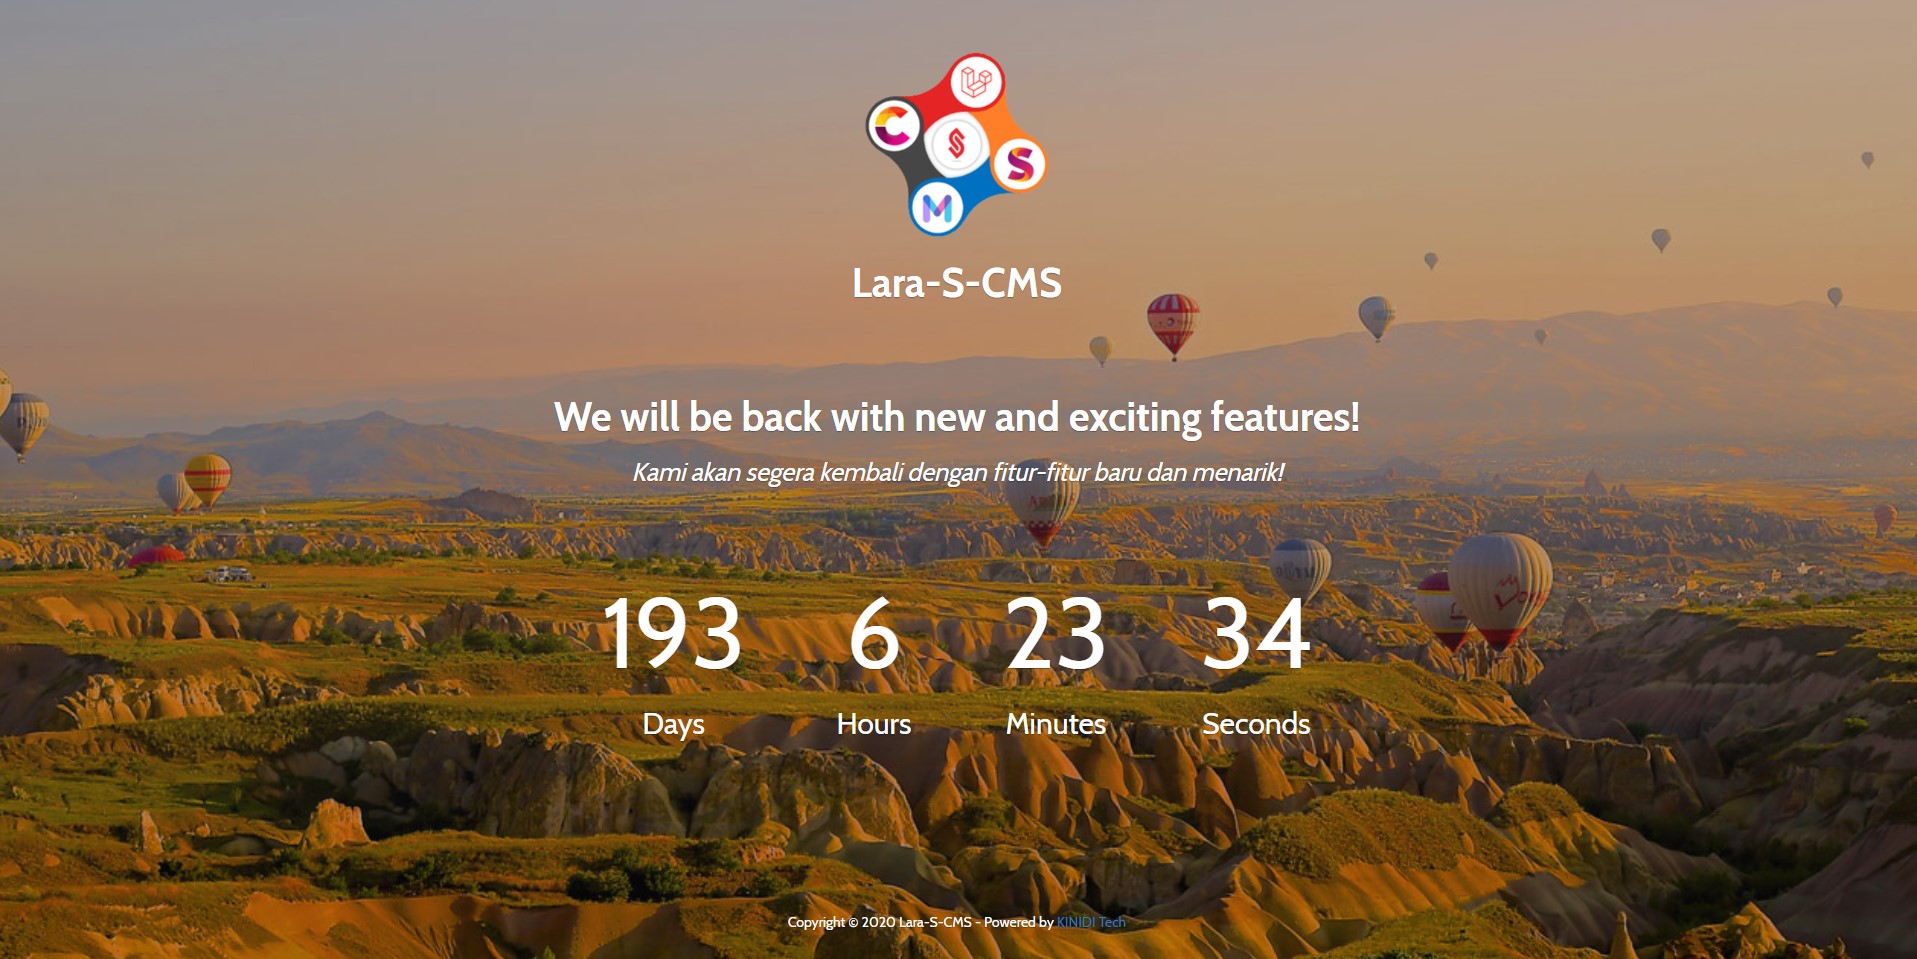 C
S
M
Lara-S-CMS
We will be back with new and exciting features!
Kami akan segera kembali dengan fitur-fitur baru dan menarik!
193 6 23 34
Days Hours Minutes Seconds
Copyright © 2020 Lara-S-CMS - Powered by KINIDI Tech